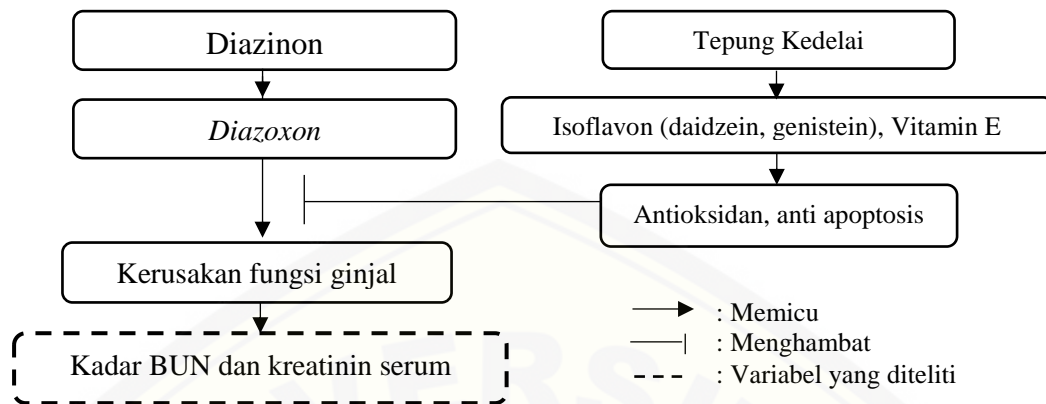 Diazinon
Diazoxon
Kerusakan fungsi ginjal
Kadar BUN dan kreatinin serum
Tepung Kedelai
Isoflavon (daidzein, genistein), Vitamin E
Antioksidan, anti apoptosis
: Memicu
: Menghambat
: Variabel yang diteliti